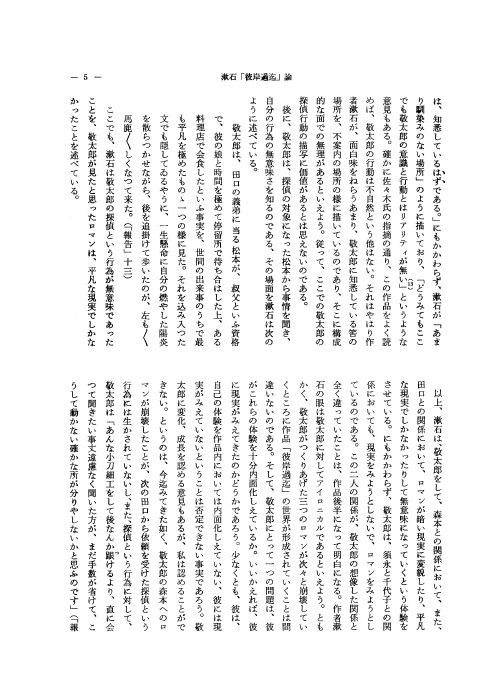 漱石「彼岸過迄」論
— 5 —
は、知悉しているはずである。にもかかわらず、漱石が「あま
り馴染みのない場所」のように描いており、「どうみてもここ
でも敬太郎の意識と行動とはリアリティが無い」というような
意見もある。確かに佐々木氏の指摘の通り、この作品をよく読
めば、敬太郎の行動は不自然という他はない。それはやはり作
者漱石が、面白味をねらうあまり、敬太郎に知悉している筈の
場所を、不案内の場所の様に描いているのであり、そこに構成
的な面での無理があるといえよう。従って、ここでの敬太郎の
探偵行動の描写に価値があるとは思えないのである。
後に、敬太郎は、探偵の対象になった松本から事情を聞き、
自分の行為の無意味さを知るのである。その場面を漱石は次の
ように述べている。
敬太郎は、田口の義弟に当る松本が、叔父といふ資格
で、彼の娘と時間を極めて停留所で待ち合はした上、ある
料理店で会食したといふ事実を、世間の出来事のうちで最
も平凡を極めたものゝ一つの様に見た。それを込み入つた
文でも隠してゐるやうに、一生懸命に自分の燃やした陽炎
を散らつかせながら、後を追掛けて歩いたのが、左も〱
馬鹿〱しくなつて来た。(「報告」十三)
ここでも、漱石は敬太郎の探偵という行為が無意味であった
ことを、敬太郎が見たと思ったロマンは、平凡な現実でしかな
かったことを述べている。
以上、漱石は、敬太郎をして、森本との関係において、また、
田口との関係において、ロマンが暗い現実に変貌したり、平凡
な現実でしかなかったりして無意味になっていくという体験を
させている。にもかかわらず、敬太郎は、須永と千代子との関
係においても、現実をみようとしないで、ロマンをみようとし
ているのである。この二人の関係が、敬太郎の想像した関係と
全く違っていたことは、作品後半になって明白になる。作者漱
石の眼は敬太郎に対してアイロニカルであるといえよう。とも
かく、敬太郎がつくりあげた三つのロマンが次々と崩壊してい
くところに作品「彼岸過迄」の世界が形成されていくことは間
違いないのである。そして、敬太郎にとって一つの問題は、彼
がこれらの体験を十分内面化しえているか、いいかえれば、彼
に現実がみえてきたのかどうかであろう。少なくとも、彼は、
自己の体験を作品内においては内面化しえていない、彼には現
実がみえていないということは否定できない事実であろう。敬
太郎に変化、成長を認める意見もあるが、私は認めることがで
きない。というのは、今迄みてきた如く、敬太郎の森本へのロ
マンが崩壊したことが、次の田口から依頼を受けた探偵という
行為には生かされていないし、また、探偵という行為に対して、
敬太郎は「あんな小刀細工をして後なんか跟けるより、直に会
つて聞きたい事丈遠慮なく聞いた方が、まだ手数が省けて、さ
うして動かない確かな所が分りやしないかと思ふのです」(「報